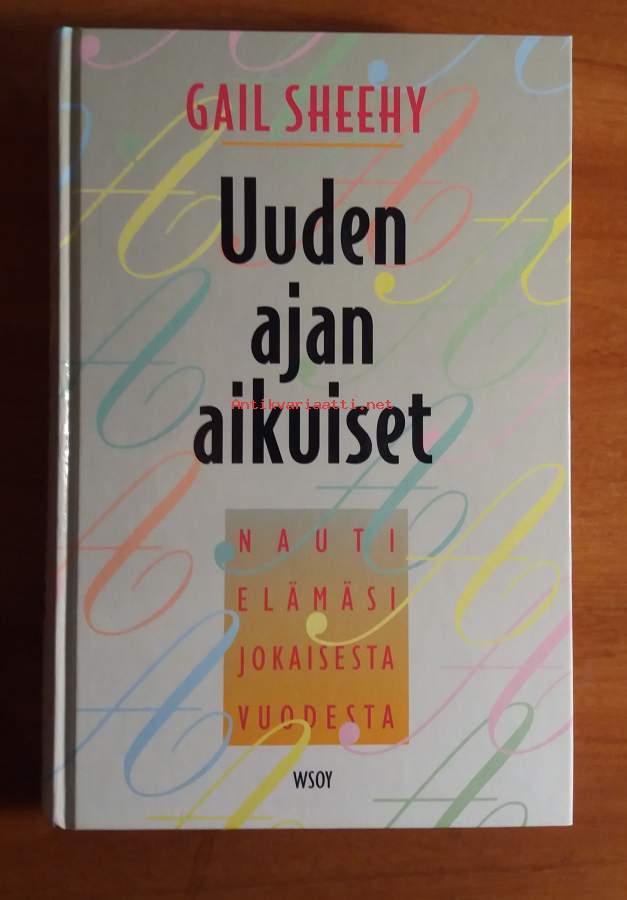 GAIL SHEEHY
Uuden
ajan
Antikvariaatti.net
aikuiset
NAUTI
ELÄMÄSI
JOKAISESTA
VUODESTA
WSOY